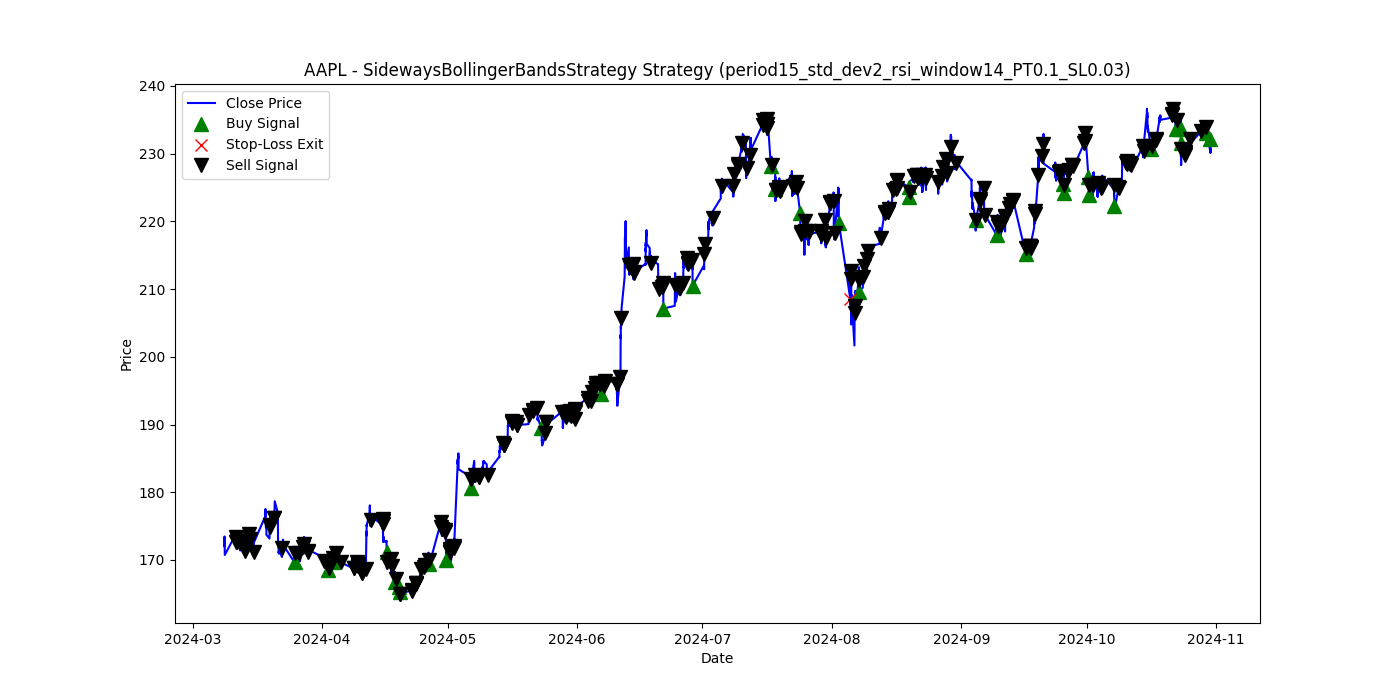 AAPL - SidewaysBollingerBandsStrategy Strategy (period15_std_dev2_rsi_window14_PT0.1_SL0.03)
240
230
220
210
200
190
180
170
Price
Close Price
Buy Signal
Stop-Loss Exit
Sell Signal
2024-03
2024-04
2024-05
2024-06
2024-07
2024-08
2024-09
2024-10
2024-11
Date